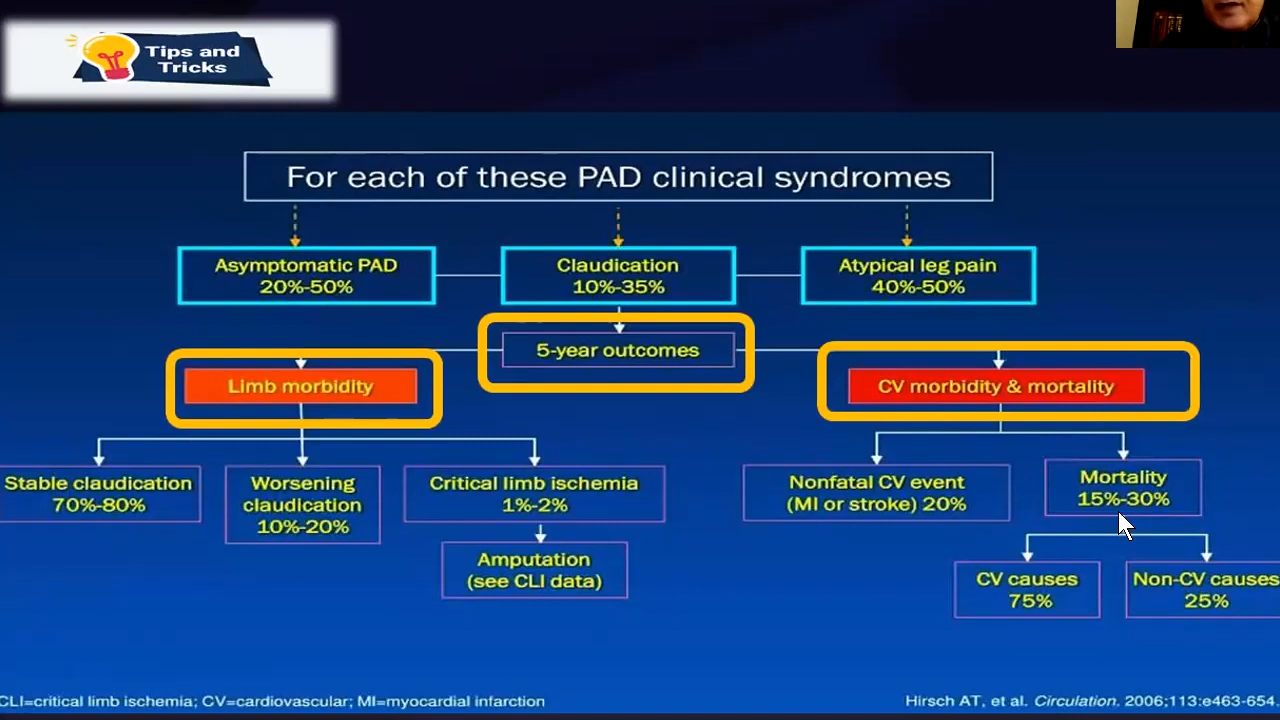 Tips and
Tricks
For each of these PAD clinical syndromes
Asymptomatic PAD
20%-50%
Claudication
10%-35%
Atypical leg pain
40%-50%
5-year outcomes
Limb morbidity
CV morbidity & mortality
Stable claudication
70%-80%
Worsening
claudication
10%-20%
Critical limb ischemia
1%-2%
Amputation
(see CLI data)
Nonfatal CV event
(MI or stroke) 20%
Mortality
15%-30%
CV causes
75%
Non-CV causes
25%
CLI=critical limb ischemia; CV=cardiovascular; MI=myocardial infarction
Hirsch AT, et al. Circulation. 2006;113:e463-654.